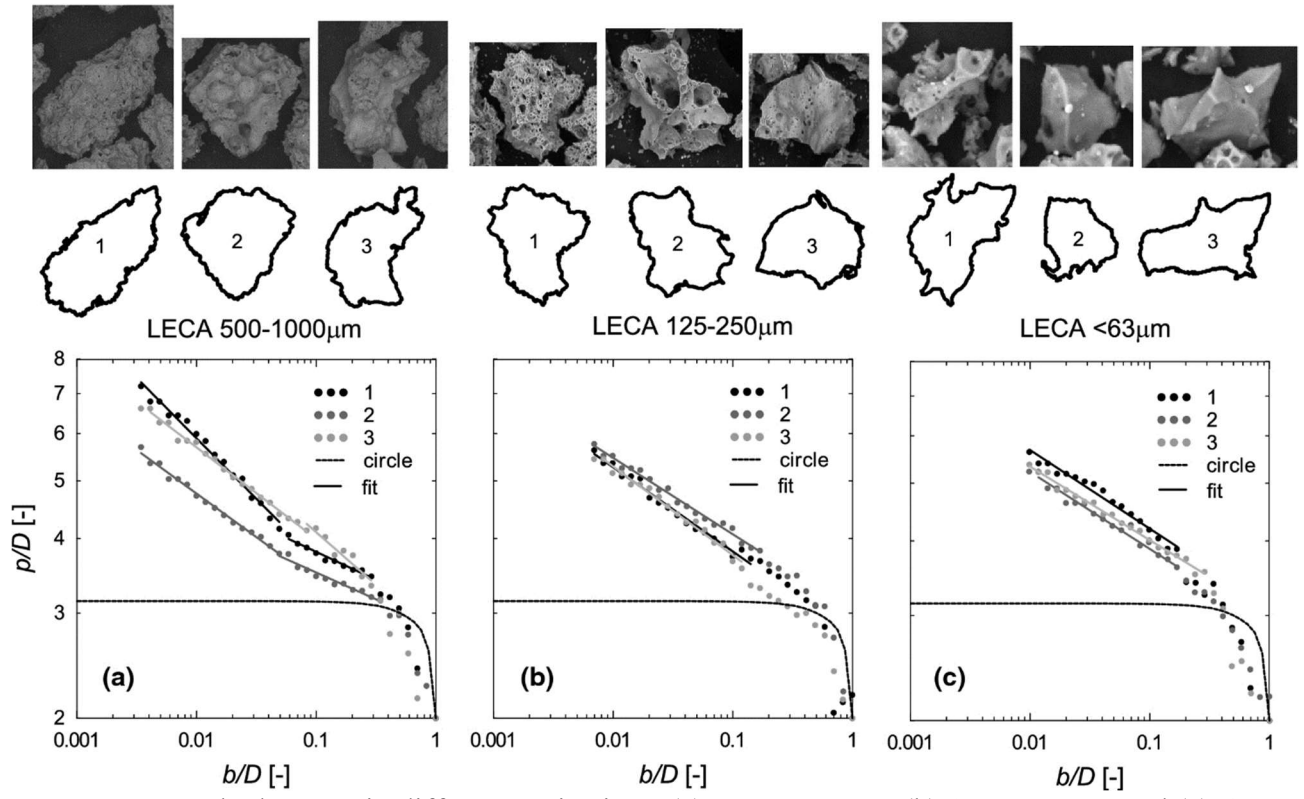 1
2
3
1
2
3
1
2
3
LECA 500-1000µm
LECA 125-250µm
LECA <63µm
8
7
6
5
4
3
2
p/D [-]
1
2
3
circle
fit
(a)
0.001
0.01
0.1
1
b/D [-]
1
2
3
circle
fit
(b)
0.001
0.01
0.1
1
b/D [-]
1
2
3
circle
fit
(c)
0.001
0.01
0.1
1
b/D [-]